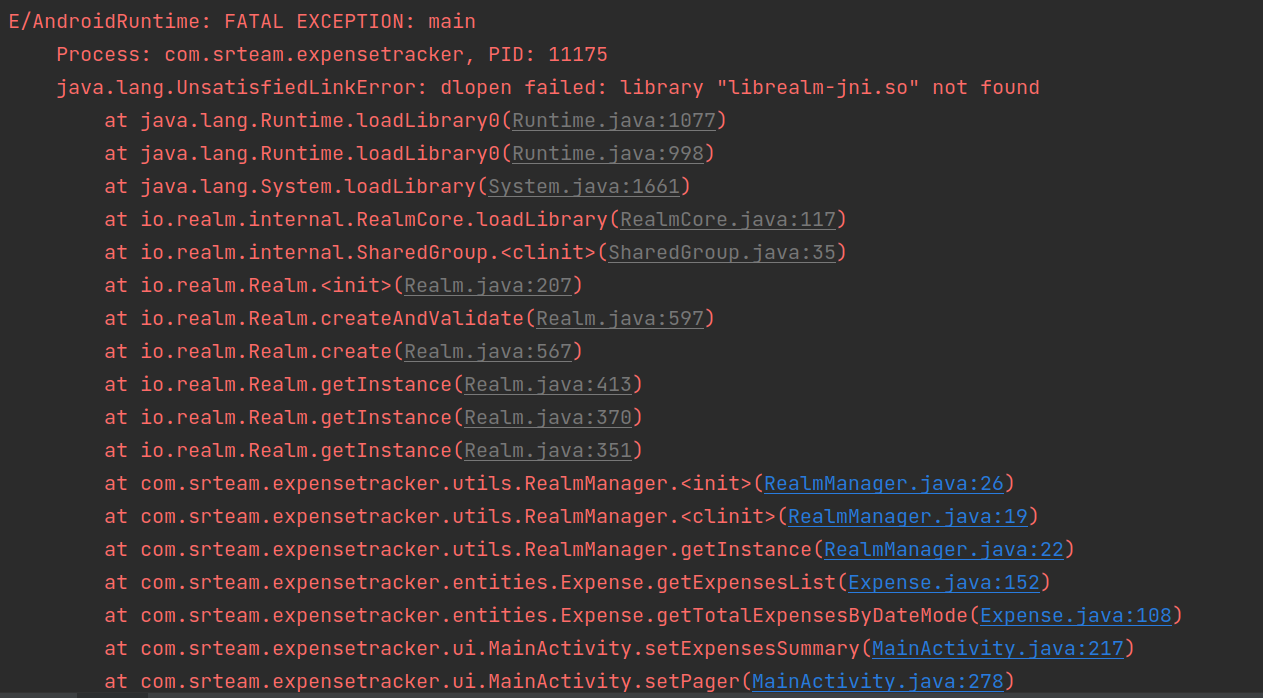 E/AndroidRuntime: FATAL EXCEPTION: main
Process: com.srteam.expensetracker, PID: 11175
java.lang.UnsatisfiedLinkError: dlopen failed: library "librealm-jni.so" not found
at java.lang.Runtime.loadLibrary0(Runtime.java:1077)
at java.lang.Runtime.loadLibrary0(Runtime.java:998)
at java.lang.System.loadLibrary(System.java:1661)
at io.realm.internal.RealmCore.loadLibrary(RealmCore.java:117)
at io.realm.internal.SharedGroup.<clinit>(SharedGroup.java:35)
at io.realm.Realm.<init>(Realm.java:207)
at io.realm.Realm.createAndValidate(Realm.java:597)
at io.realm.Realm.create(Realm.java:567)
at io.realm.Realm.getInstance(Realm.java:413)
at io.realm.Realm.getInstance(Realm.java:370)
at io.realm.Realm.getInstance(Realm.java:351)
at com.srteam.expensetracker.utils.RealmManager.<init>(RealmManager.java:26)
at com.srteam.expensetracker.utils.RealmManager.<clinit>(RealmManager.java:19)
at com.srteam.expensetracker.utils.RealmManager.getInstance(RealmManager.java:22)
at com.srteam.expensetracker.entities.Expense.getExpensesList(Expense.java:152)
at com.srteam.expensetracker.entities.Expense.getTotalExpensesByDateMode(Expense.java:108)
at com.srteam.expensetracker.ui.MainActivity.setExpensesSummary(MainActivity.java:217)
at com.srteam.expensetracker.ui.MainActivity.setPager(MainActivity.java:278)